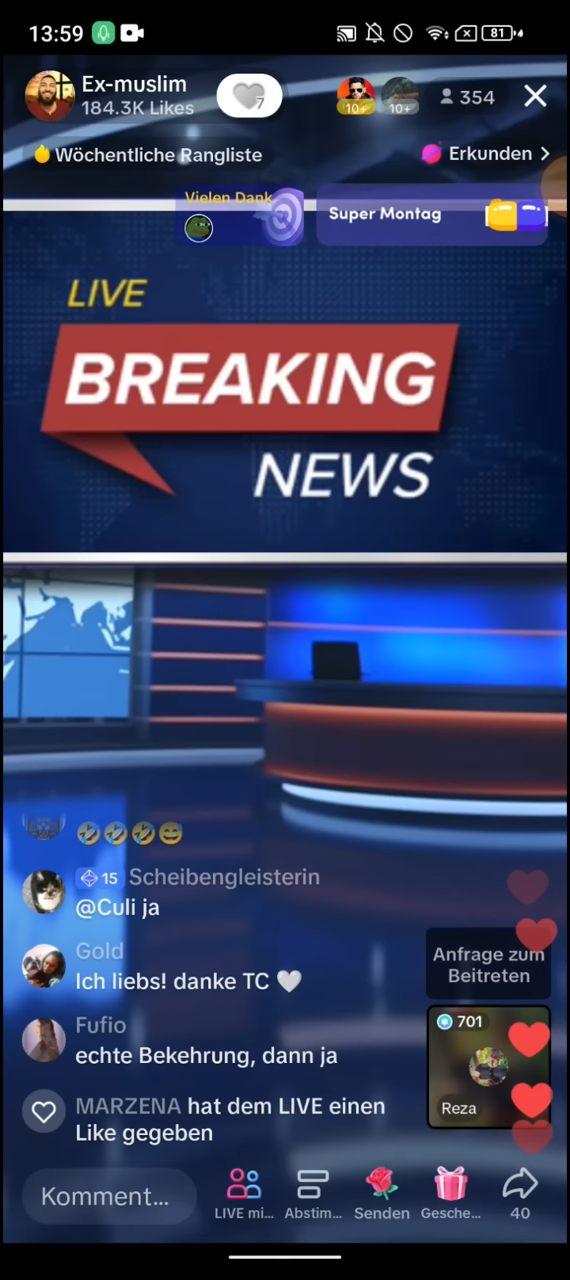 13:59
81
Ex-muslim
184.3K Likes
7
10+
10+
354
Wöchentliche Rangliste
Erkunden
Vielen Dank
Super Montag
LIVE
BREAKING
NEWS
🤣🤣🤣😅
15 Scheibengleisterin
@Culi ja
Gold
Ich liebs! danke TC 🤍
Anfrage zum
Beitreten
Fufio
echte Bekehrung, dann ja
701
Reza
MARZENA hat dem LIVE einen
Like gegeben
Komment...
LIVE mi...
Abstim...
Senden
Gesche...
40